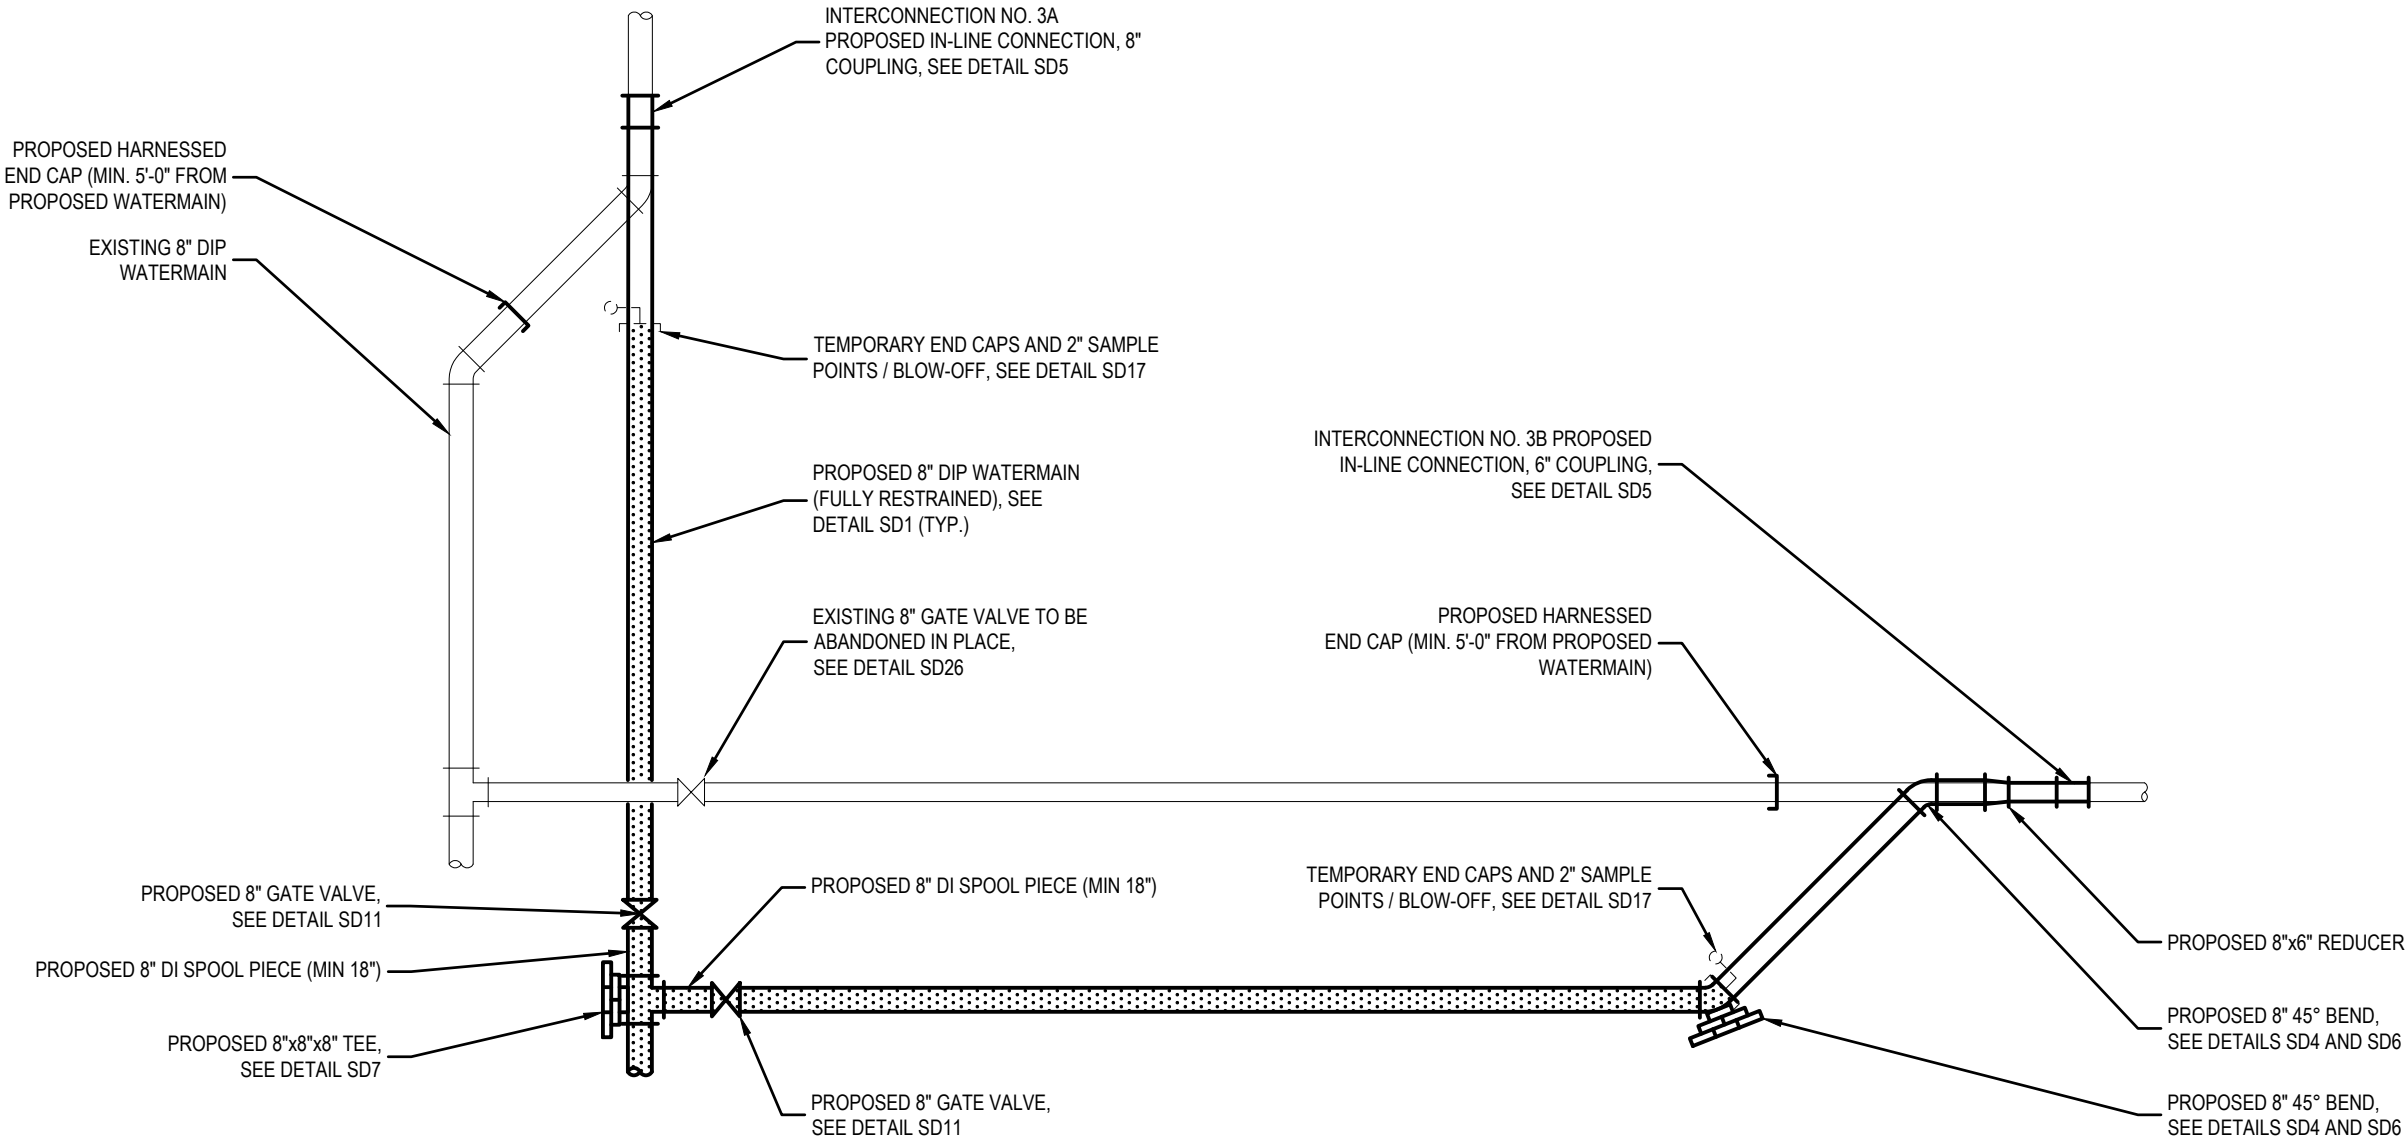 INTERCONNECTION NO. 3A
PROPOSED IN-LINE CONNECTION, 8"
COUPLING, SEE DETAIL SD5
PROPOSED HARNESSED
END CAP (MIN. 5'-0" FROM
PROPOSED WATERMAIN)
EXISTING 8" DIP
WATERMAIN
TEMPORARY END CAPS AND 2" SAMPLE
POINTS / BLOW-OFF, SEE DETAIL SD17
INTERCONNECTION NO. 3B PROPOSED
IN-LINE CONNECTION, 6" COUPLING,
SEE DETAIL SD5
PROPOSED 8" DIP WATERMAIN
(FULLY RESTRAINED), SEE
DETAIL SD1 (TYP.)
EXISTING 8" GATE VALVE TO BE
ABANDONED IN PLACE,
SEE DETAIL SD26
PROPOSED HARNESSED
END CAP (MIN. 5'-0" FROM PROPOSED
WATERMAIN)
PROPOSED 8" GATE VALVE,
SEE DETAIL SD11
PROPOSED 8" DI SPOOL PIECE (MIN 18")
TEMPORARY END CAPS AND 2" SAMPLE
POINTS / BLOW-OFF, SEE DETAIL SD17
PROPOSED 8"x6" REDUCER
PROPOSED 8" DI SPOOL PIECE (MIN 18")
PROPOSED 8"x8"x8" TEE,
SEE DETAIL SD7
PROPOSED 8" 45° BEND,
SEE DETAILS SD4 AND SD6
PROPOSED 8" GATE VALVE,
SEE DETAIL SD11
PROPOSED 8" 45° BEND,
SEE DETAILS SD4 AND SD6